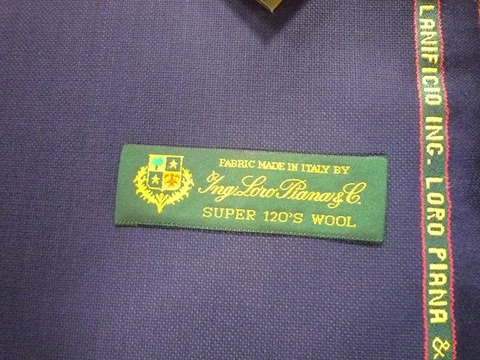 FABRIC MADE IN ITALY BY
Ing. Loro Piana & C.
SUPER 120'S WOOL
LANIFICIO ING. LORO PIANA &